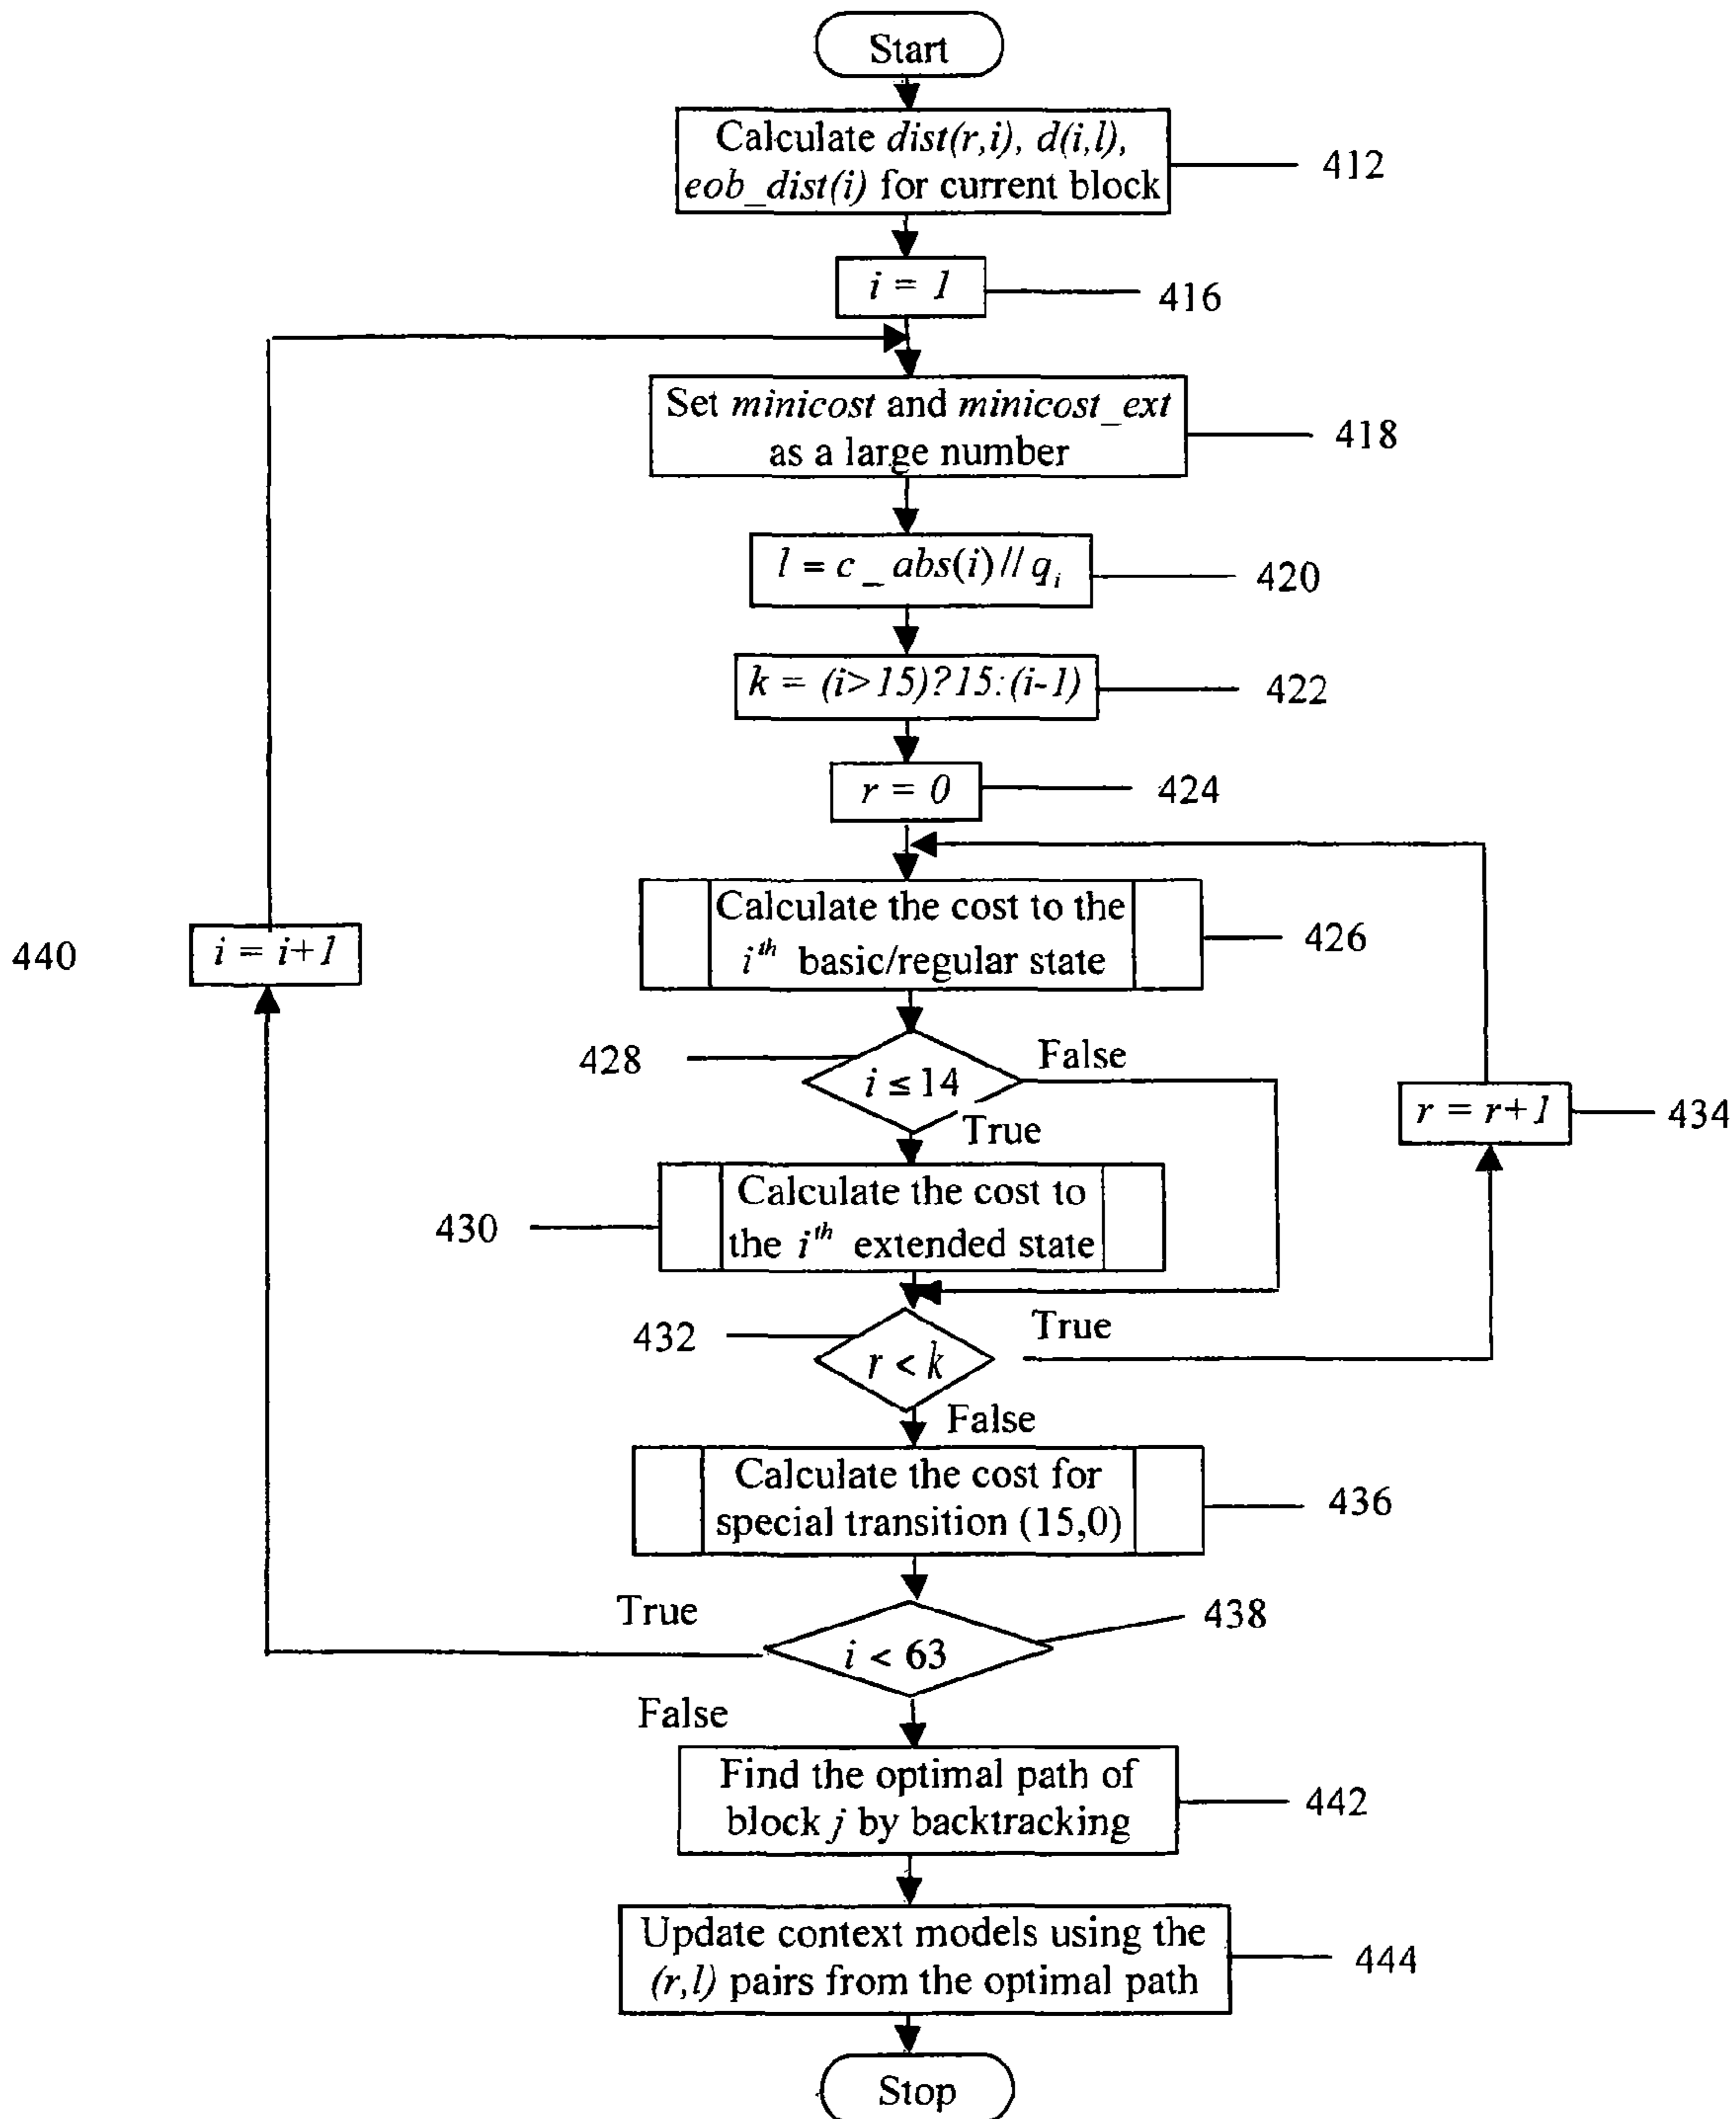 Start
Calculate dist(r,i), d(i,l),
eob_dist(i) for current block
412
i = 1
416
Set minicost and minicost_ext
as a large number
418
l = c_abs(i)//q_i
420
k = (i>15)?15:(i-1)
422
r = 0
424
Calculate the cost to the
i^th basic/regular state
426
440
i = i+1
428
i ≤ 14
False
True
r = r+1
434
430
Calculate the cost to
the i^th extended state
432
r < k
True
False
Calculate the cost for
special transition (15,0)
436
True
i < 63
438
False
Find the optimal path of
block j by backtracking
442
Update context models using the
(r,l) pairs from the optimal path
444
Stop